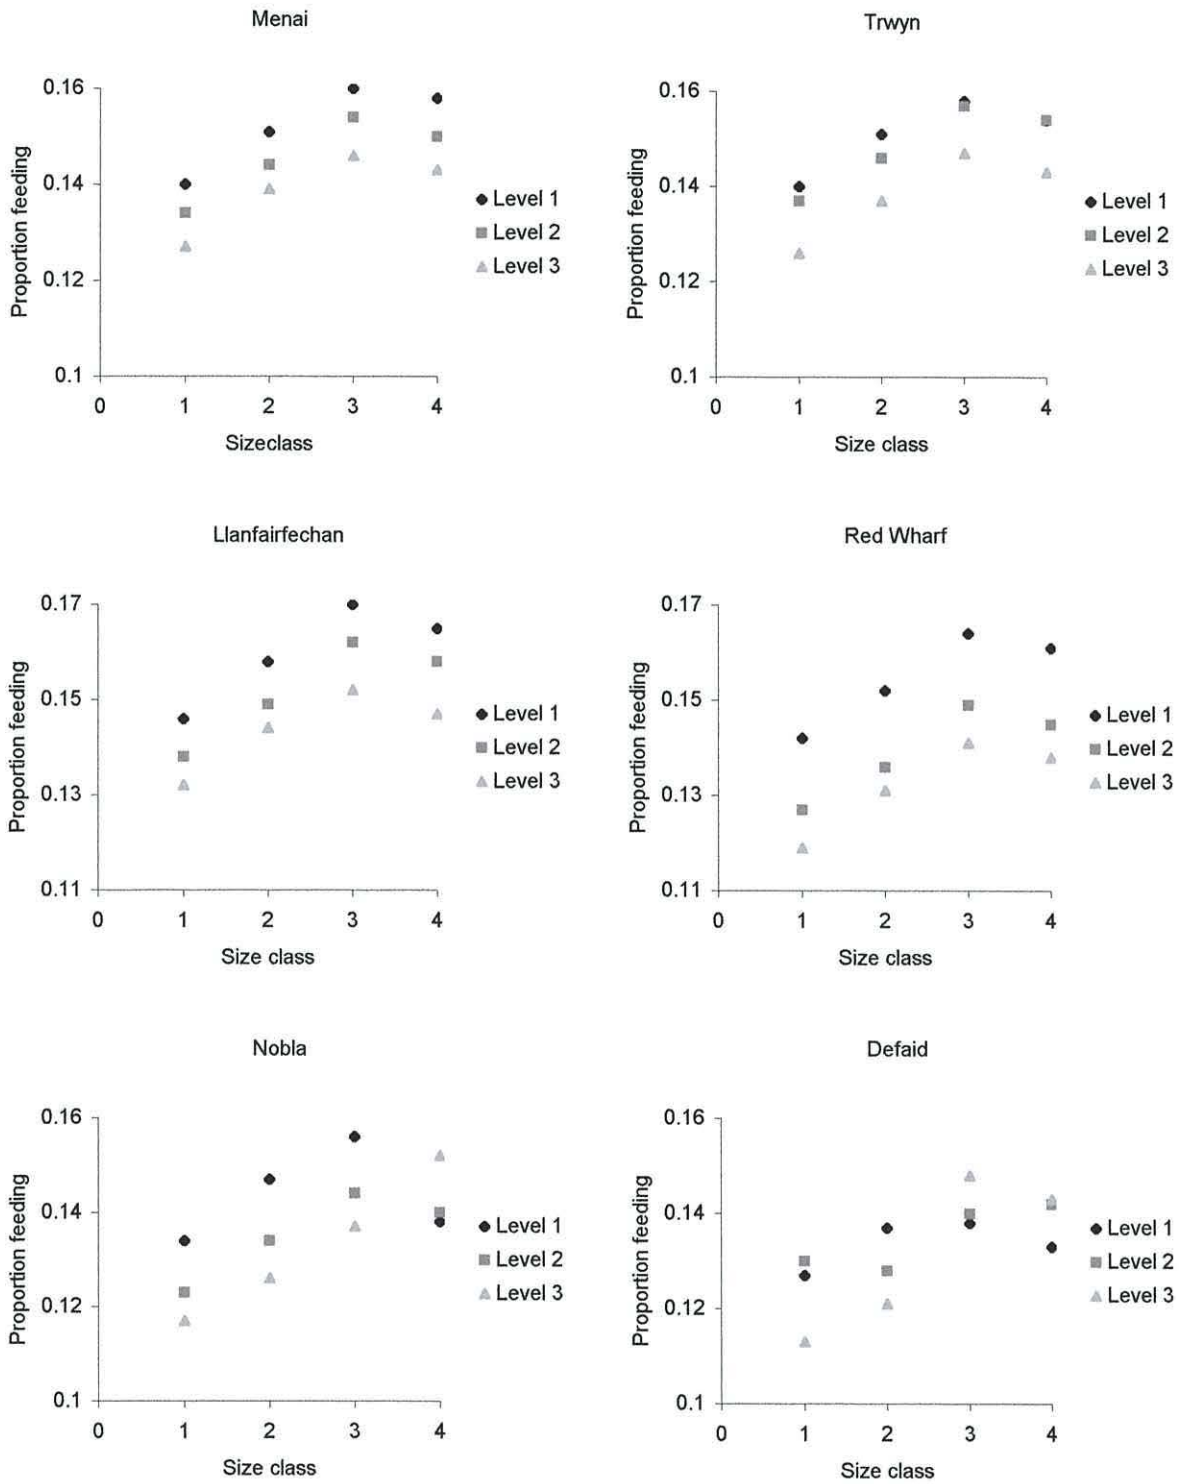 Menai
Proportion feeding
0.16
0.14
0.12
0.1
0 1 2 3 4
Sizeclass
Level 1
Level 2
Level 3
Trwyn
Proportion feeding
0.16
0.14
0.12
0.1
0 1 2 3 4
Size class
Level 1
Level 2
Level 3
Llanfairfechan
Proportion feeding
0.17
0.15
0.13
0.11
0 1 2 3 4
Size class
Level 1
Level 2
Level 3
Red Wharf
Proportion feeding
0.17
0.15
0.13
0.11
0 1 2 3 4
Size class
Level 1
Level 2
Level 3
Nobla
Proportion feeding
0.16
0.14
0.12
0.1
0 1 2 3 4
Size class
Level 1
Level 2
Level 3
Defaid
Proportion feeding
0.16
0.14
0.12
0.1
0 1 2 3 4
Size class
Level 1
Level 2
Level 3